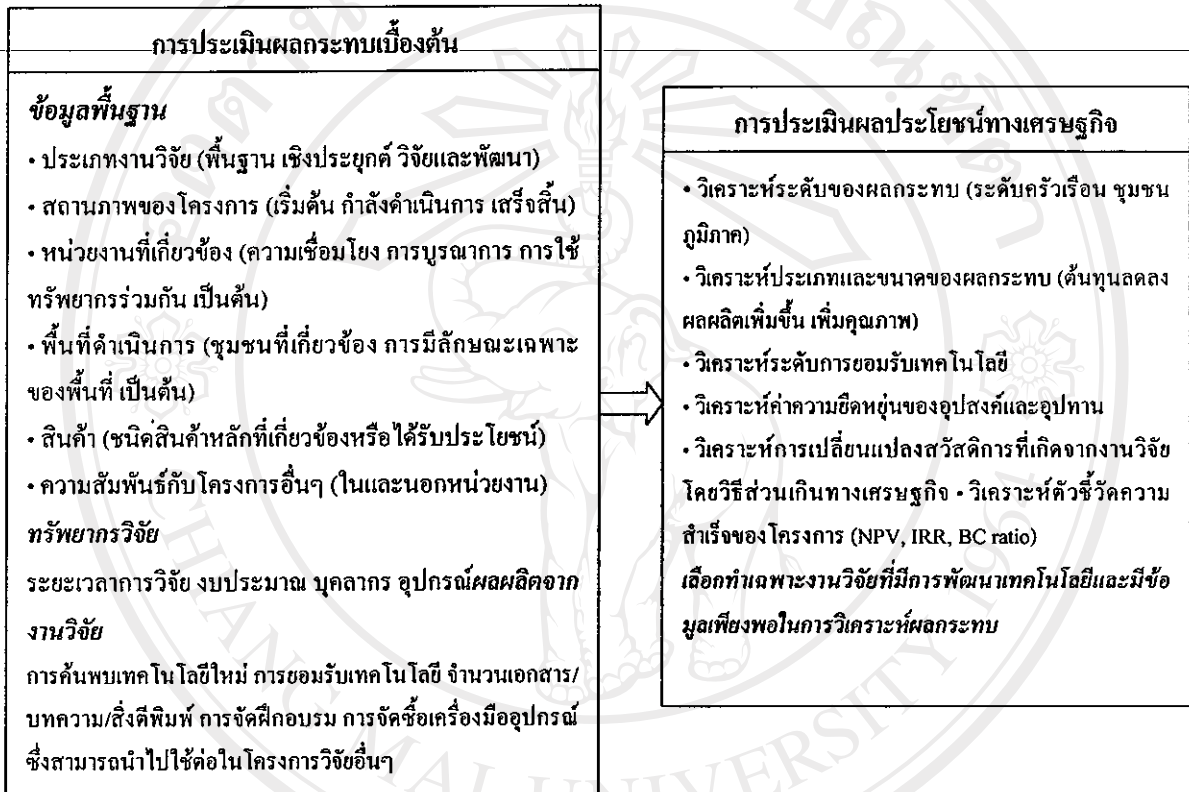 การประเมินผลกระทบเบื้องต้น
ข้อมูลพื้นฐาน
• ประเภทงานวิจัย (พื้นฐาน เชิงประยุกต์ วิจัยและพัฒนา)
• สถานภาพของโครงการ (เริ่มต้น กำลังดำเนินการ เสร็จสิ้น)
• หน่วยงานที่เกี่ยวข้อง (ความเชื่อมโยง การบูรณาการ การใช้
ทรัพยากรร่วมกัน เป็นต้น)
• พื้นที่ดำเนินการ (ชุมชนที่เกี่ยวข้อง การมีลักษณะเฉพาะ
ของพื้นที่ เป็นต้น)
• สินค้า (ชนิดสินค้าหลักที่เกี่ยวข้องหรือได้รับประโยชน์)
• ความสัมพันธ์กับโครงการอื่นๆ (ในและนอกหน่วยงาน)
ทรัพยากรวิจัย
ระยะเวลาการวิจัย งบประมาณ บุคลากร อุปกรณ์ผลผลิตจาก
งานวิจัย
การค้นพบเทคโนโลยีใหม่ การยอมรับเทคโนโลยี จำนวนเอกสาร/
บทความ/สิ่งตีพิมพ์ การจัดฝึกอบรม การจัดซื้อเครื่องมืออุปกรณ์
ซึ่งสามารถนำไปใช้ต่อในโครงการวิจัยอื่นๆ
การประเมินผลประโยชน์ทางเศรษฐกิจ
• วิเคราะห์ระดับของผลกระทบ (ระดับครัวเรือน ชุมชน
ภูมิภาค)
• วิเคราะห์ประเภทและขนาดของผลกระทบ (ต้นทุนลดลง
ผลผลิตเพิ่มขึ้น เพิ่มคุณภาพ)
• วิเคราะห์ระดับการยอมรับเทคโนโลยี
• วิเคราะห์ค่าความยืดหยุ่นของอุปสงค์และอุปทาน
• วิเคราะห์การเปลี่ยนแปลงสวัสดิการที่เกิดจากงานวิจัย
โดยวิธีส่วนเกินทางเศรษฐกิจ • วิเคราะห์ตัวชี้วัดความ
สำเร็จของโครงการ (NPV, IRR, BC ratio)
เลือกทำเฉพาะงานวิจัยที่มีการพัฒนาเทคโนโลยีและมีข้อ
มูลเพียงพอในการวิเคราะห์ผลกระทบ
CHIANG MAI UNIVERSITY 1964